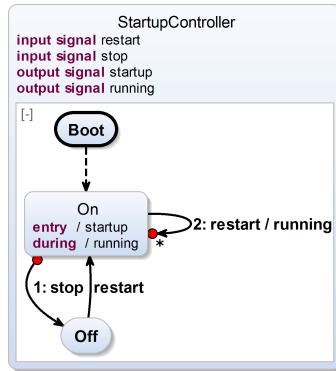 StartupController
input signal restart
input signal stop
output signal startup
output signal running
[-]
Boot
On
entry / startup
during / running
2: restart / running
*
1: stop
restart
Off